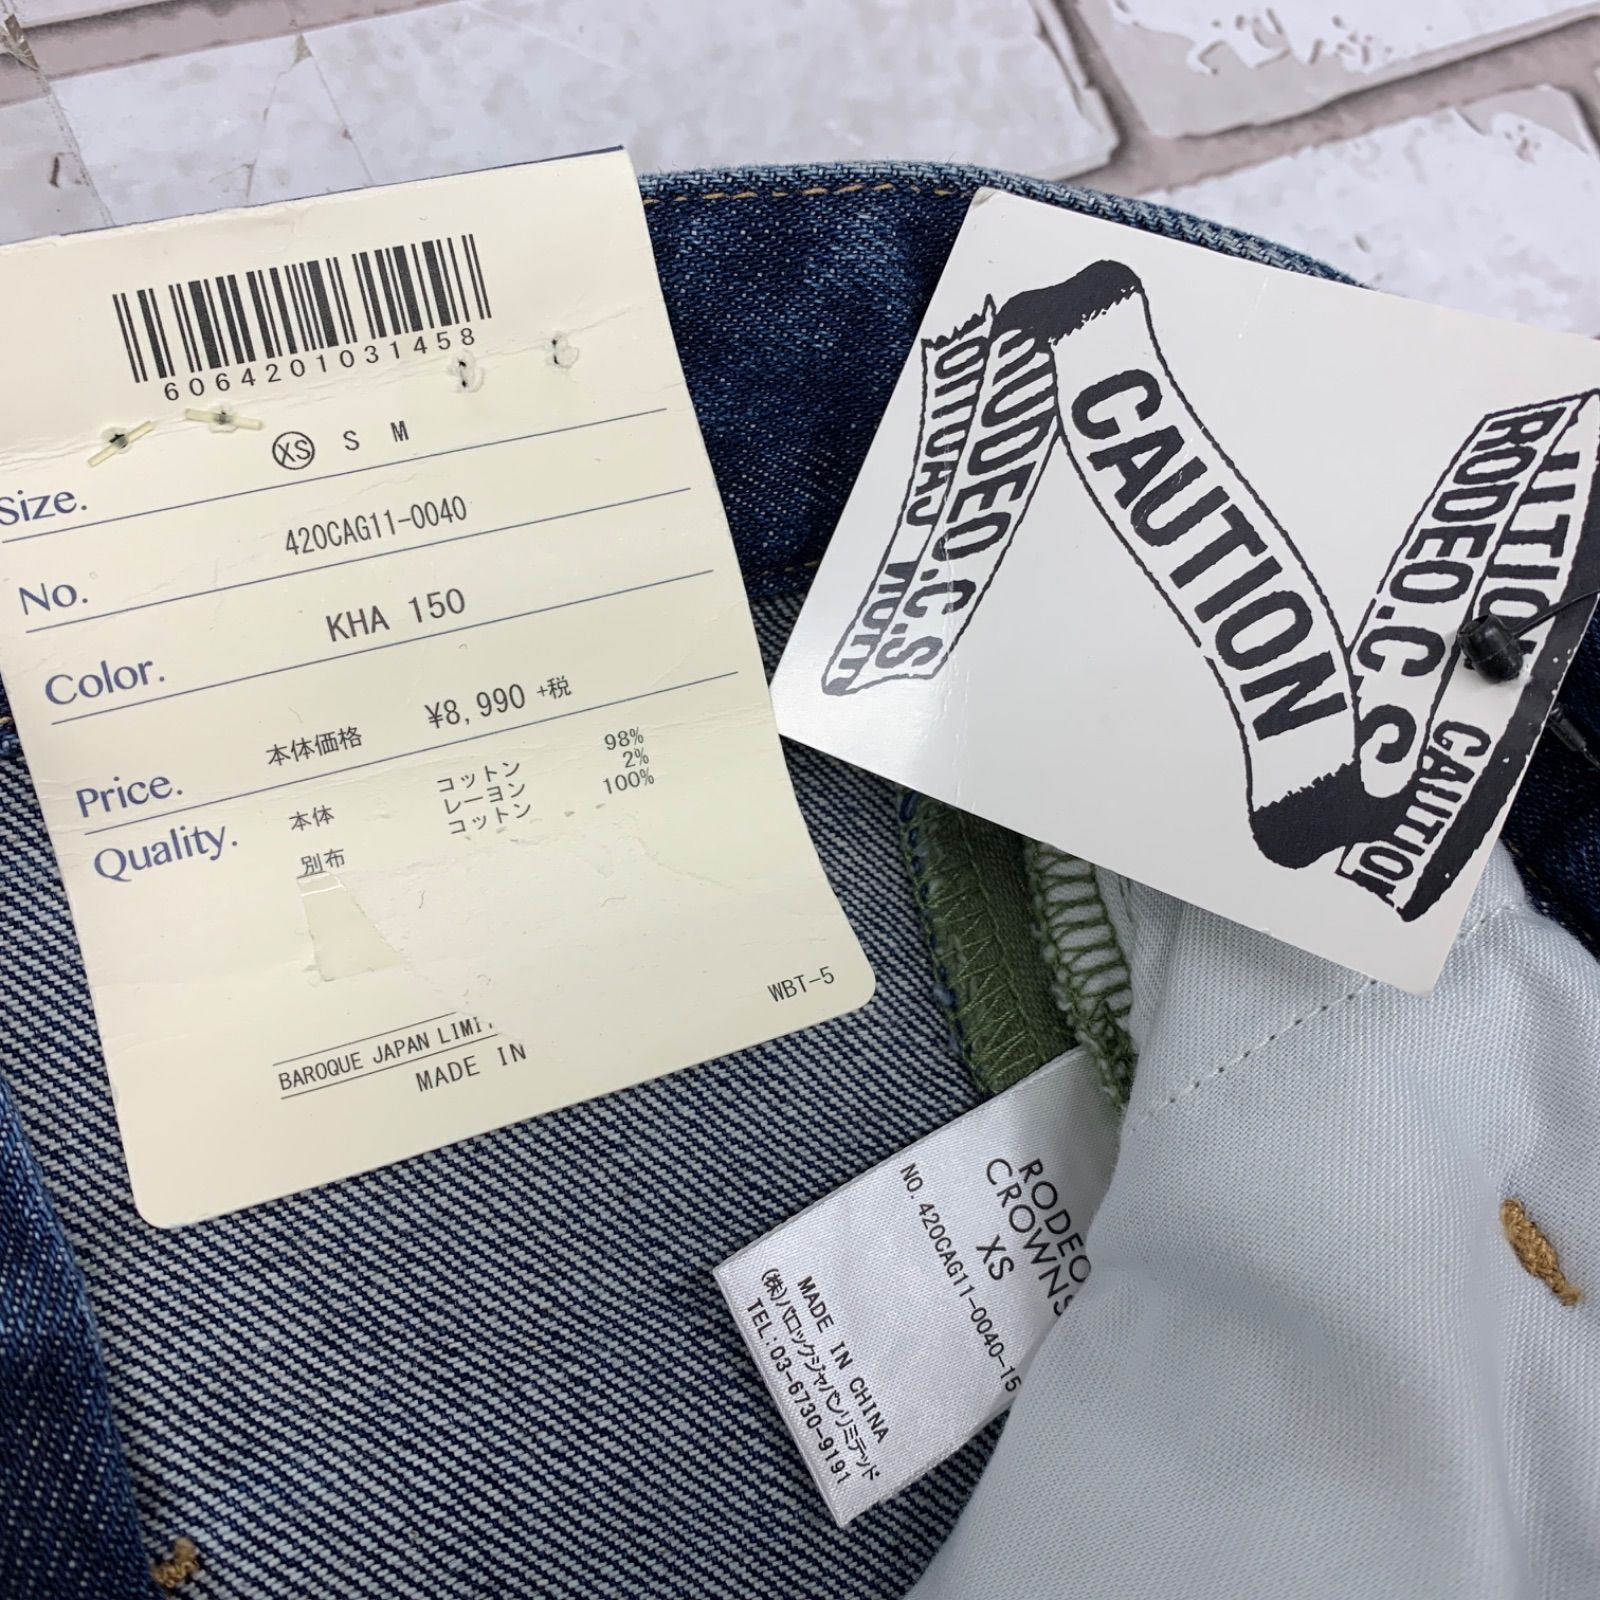 6064201031458
Size. XS S M
No. 420CAG11-0040
Color. KHA 150
Price. 本体価格 ¥8,990 +税
Quality. 本体 コットン 98%
レーヨン 2%
別布 コットン 100%
WBT-5
BAROQUE JAPAN
MADE IN
CAUTION
RODEO.C.S
RODEO.C.S
CAUTION
RODEO
CROWNS
XS
NO.420CAG11-0040-15
MADE IN CHINA
(株)バロックジャパンリミテッド
TEL:03-6730-9191